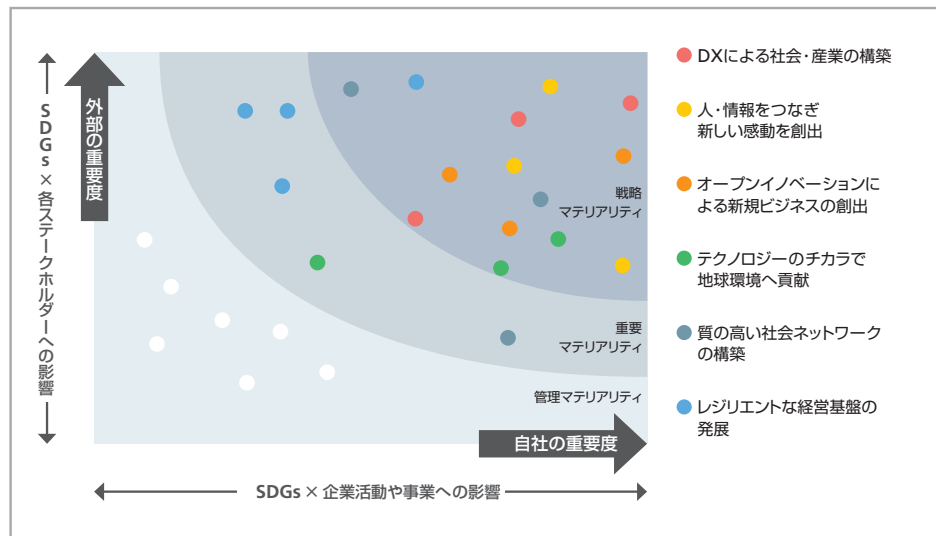 SDGs×各ステークホルダーへの影響
外部の重要度
戦略
マテリアリティ
重要
マテリアリティ
管理マテリアリティ
自社の重要度
SDGs×企業活動や事業への影響
DXによる社会・産業の構築
人・情報をつなぎ
新しい感動を創出
オープンイノベーションに
よる新規ビジネスの創出
テクノロジーのチカラで
地球環境へ貢献
質の高い社会ネットワーク
の構築
レジリエントな経営基盤の
発展